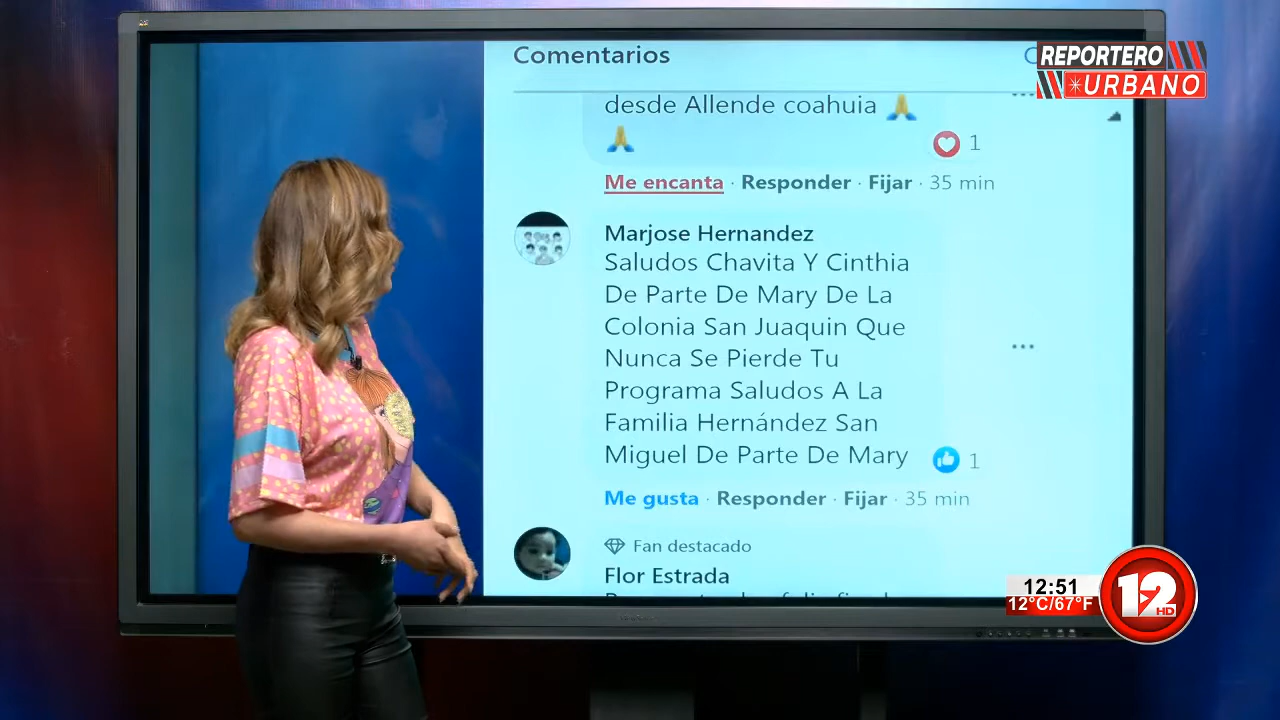 Comentarios
REPORTERO
URBANO
desde Allende coahuia 🙏
🙏
1
Me encanta · Responder · Fijar · 35 min
Marjose Hernandez
Saludos Chavita Y Cinthia
De Parte De Mary De La
Colonia San Juaquin Que
Nunca Se Pierde Tu
Programa Saludos A La
Familia Hernández San
Miguel De Parte De Mary
1
Me gusta · Responder · Fijar · 35 min
Fan destacado
Flor Estrada
12:51
12°C/67°F
12
HD